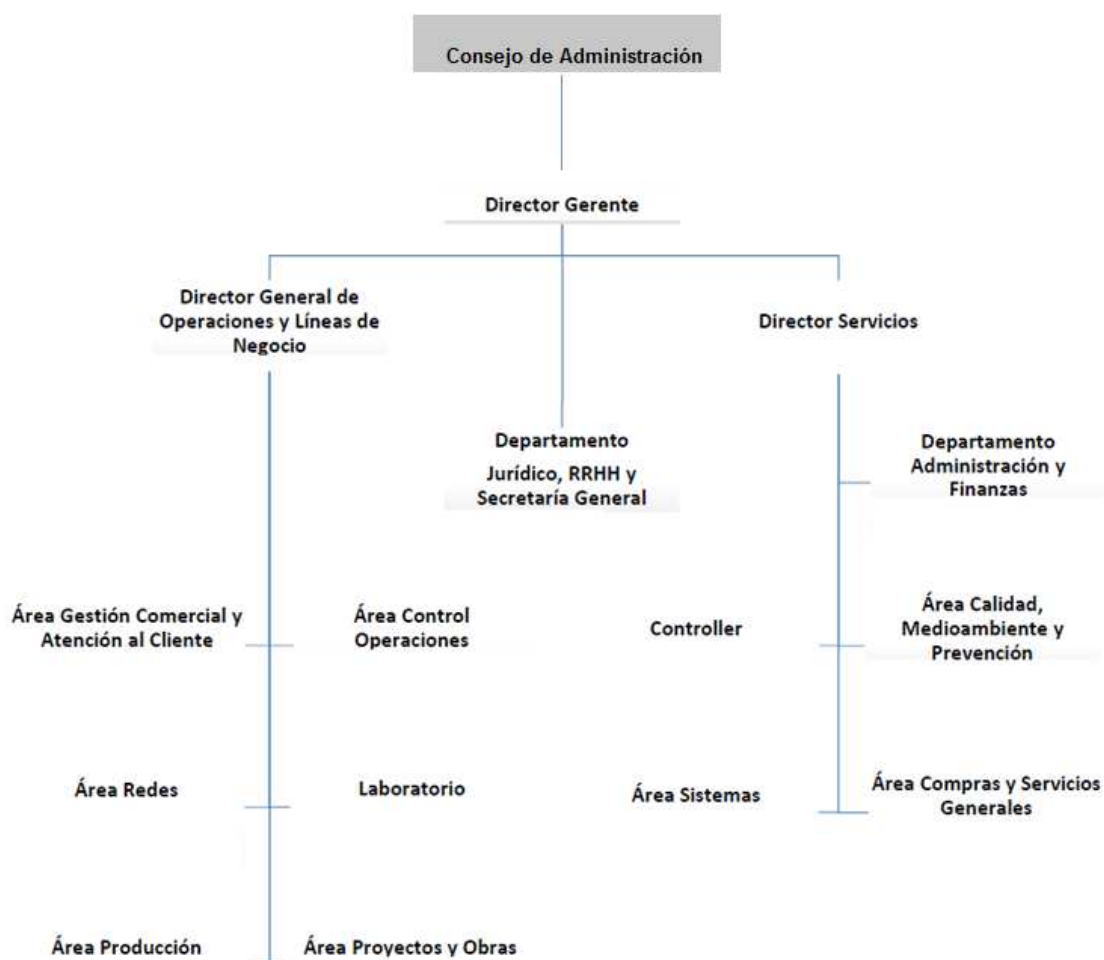 Consejo de Administración
Director Gerente
Director General de
Operaciones y Líneas de
Negocio
Director Servicios
Departamento
Jurídico, RRHH y
Secretaría General
Departamento
Administración y
Finanzas
Área Gestión Comercial y
Atención al Cliente
Área Control
Operaciones
Controller
Área Calidad,
Medioambiente y
Prevención
Área Redes
Laboratorio
Área Sistemas
Área Compras y Servicios
Generales
Área Producción
Área Proyectos y Obras